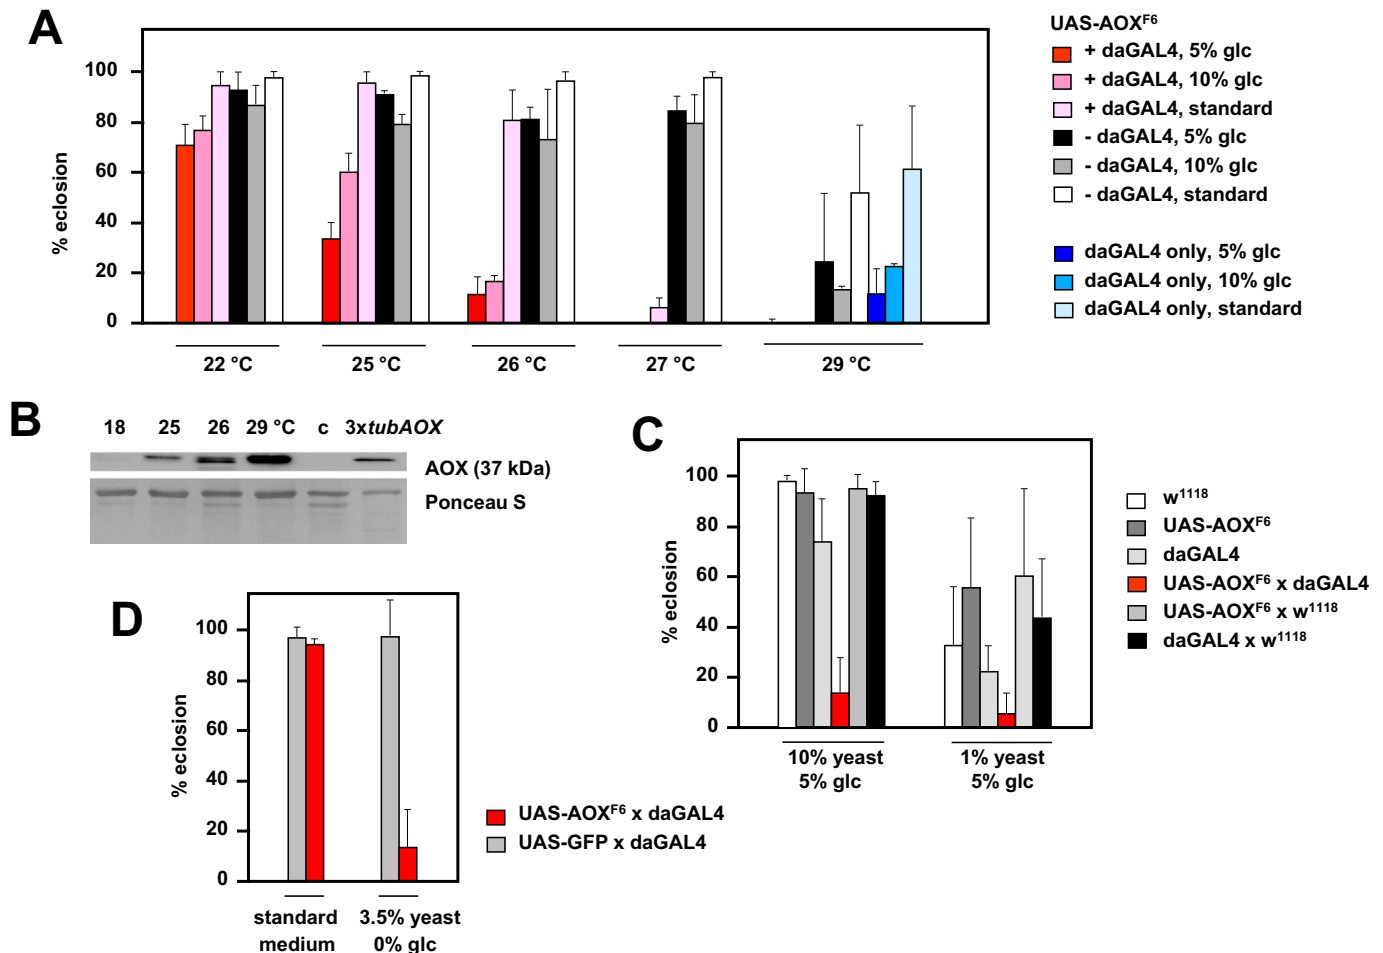 A
% eclosion
100
80
60
40
20
0
22 °C
25 °C
26 °C
27 °C
29 °C
UAS-AOXF6
+ daGAL4, 5% glc
+ daGAL4, 10% glc
+ daGAL4, standard
- daGAL4, 5% glc
- daGAL4, 10% glc
- daGAL4, standard
daGAL4 only, 5% glc
daGAL4 only, 10% glc
daGAL4 only, standard
B
18 25 26 29 °C c 3xtubAOX
AOX (37 kDa)
Ponceau S
C
% eclosion
100
80
60
40
20
0
10% yeast
5% glc
1% yeast
5% glc
w1118
UAS-AOXF6
daGAL4
UAS-AOXF6 x daGAL4
UAS-AOXF6 x w1118
daGAL4 x w1118
D
% eclosion
100
80
60
40
20
0
standard
medium
3.5% yeast
0% glc
UAS-AOXF6 x daGAL4
UAS-GFP x daGAL4